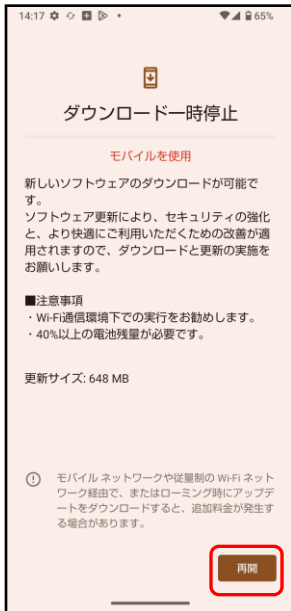 14:17 65%
ダウンロード一時停止
モバイルを使用
新しいソフトウェアのダウンロードが可能で
す。
ソフトウェア更新により、セキュリティの強化
と、より快適にご利用いただくための改善が適
用されますので、ダウンロードと更新の実施を
お願いします。
■注意事項
・Wi-Fi通信環境下での実行をお勧めします。
・40%以上の電池残量が必要です。
更新サイズ: 648 MB
モバイル ネットワークや従量制の Wi-Fi ネット
ワーク経由で、またはローミング時にアップデ
ートをダウンロードすると、追加料金が発生す
る場合があります。
再開